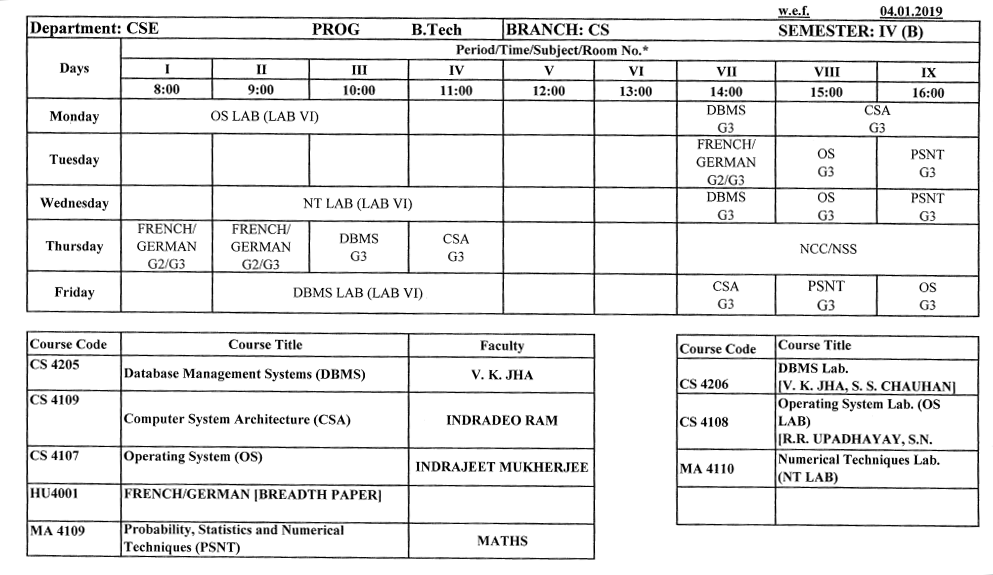 w.e.f. 04.01.2019
Department: CSE PROG B.Tech BRANCH: CS SEMESTER: IV (B)
Days Period/Time/Subject/Room No.*
I II III IV V VI VII VIII IX
8:00 9:00 10:00 11:00 12:00 13:00 14:00 15:00 16:00
Monday OS LAB (LAB VI) DBMS CSA
G3 G3
Tuesday FRENCH/ OS PSNT
GERMAN G3 G3
G2/G3
Wednesday NT LAB (LAB VI) DBMS OS PSNT
G3 G3 G3
Thursday FRENCH/ FRENCH/ DBMS CSA NCC/NSS
GERMAN GERMAN G3 G3
G2/G3 G2/G3
Friday DBMS LAB (LAB VI) CSA PSNT OS
G3 G3 G3
Course Code Course Title Faculty
CS 4205 Database Management Systems (DBMS) V. K. JHA
CS 4109 Computer System Architecture (CSA) INDRADEO RAM
CS 4107 Operating System (OS) INDRAJEET MUKHERJEE
HU4001 FRENCH/GERMAN [BREADTH PAPER]
MA 4109 Probability, Statistics and Numerical
Techniques (PSNT) MATHS
Course Code Course Title
CS 4206 DBMS Lab.
[V. K. JHA, S. S. CHAUHAN]
CS 4108 Operating System Lab. (OS
LAB)
[R.R. UPADHAYAY, S.N.
MA 4110 Numerical Techniques Lab.
(NT LAB)